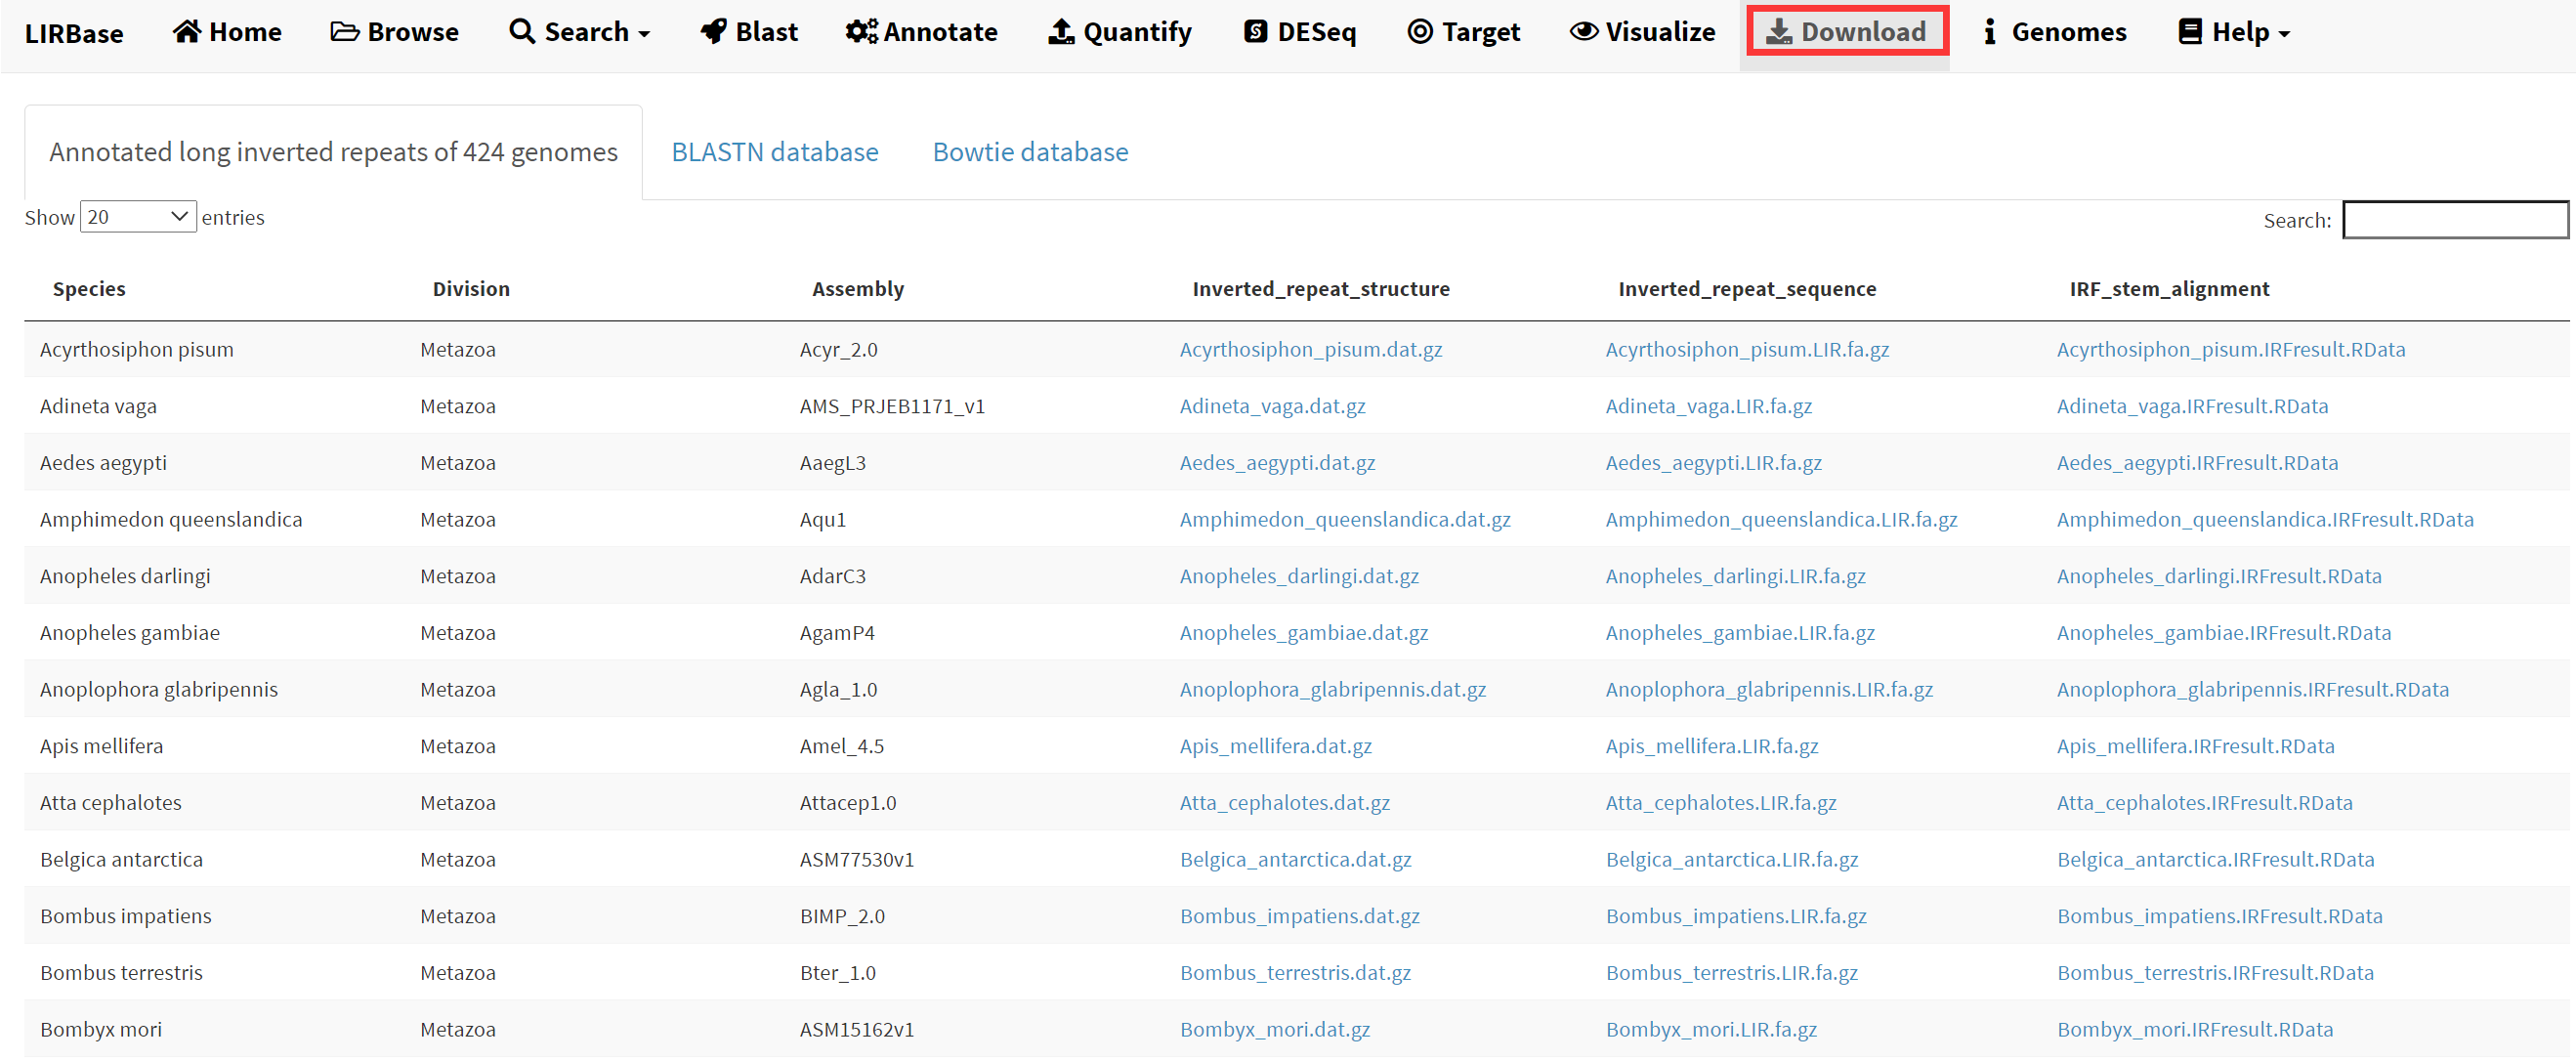 LIRBase Home Browse Search Blast Annotate Quantify DESeq Target Visualize Download Genomes Help
Annotated long inverted repeats of 424 genomes BLASTN database Bowtie database
Show 20 entries Search:
Species Division Assembly Inverted_repeat_structure Inverted_repeat_sequence IRF_stem_alignment
Acyrthosiphon pisum Metazoa Acyr_2.0 Acyrthosiphon_pisum.dat.gz Acyrthosiphon_pisum.LIR.fa.gz Acyrthosiphon_pisum.IRFresult.RData
Adineta vaga Metazoa AMS_PRJEB1171_v1 Adineta_vaga.dat.gz Adineta_vaga.LIR.fa.gz Adineta_vaga.IRFresult.RData
Aedes aegypti Metazoa AaegL3 Aedes_aegypti.dat.gz Aedes_aegypti.LIR.fa.gz Aedes_aegypti.IRFresult.RData
Amphimedon queenslandica Metazoa Aqu1 Amphimedon_queenslandica.dat.gz Amphimedon_queenslandica.LIR.fa.gz Amphimedon_queenslandica.IRFresult.RData
Anopheles darlingi Metazoa AdarC3 Anopheles_darlingi.dat.gz Anopheles_darlingi.LIR.fa.gz Anopheles_darlingi.IRFresult.RData
Anopheles gambiae Metazoa AgamP4 Anopheles_gambiae.dat.gz Anopheles_gambiae.LIR.fa.gz Anopheles_gambiae.IRFresult.RData
Anoplophora glabripennis Metazoa Agla_1.0 Anoplophora_glabripennis.dat.gz Anoplophora_glabripennis.LIR.fa.gz Anoplophora_glabripennis.IRFresult.RData
Apis mellifera Metazoa Amel_4.5 Apis_mellifera.dat.gz Apis_mellifera.LIR.fa.gz Apis_mellifera.IRFresult.RData
Atta cephalotes Metazoa Attacep1.0 Atta_cephalotes.dat.gz Atta_cephalotes.LIR.fa.gz Atta_cephalotes.IRFresult.RData
Belgica antarctica Metazoa ASM77530v1 Belgica_antarctica.dat.gz Belgica_antarctica.LIR.fa.gz Belgica_antarctica.IRFresult.RData
Bombus impatiens Metazoa BIMP_2.0 Bombus_impatiens.dat.gz Bombus_impatiens.LIR.fa.gz Bombus_impatiens.IRFresult.RData
Bombus terrestris Metazoa Bter_1.0 Bombus_terrestris.dat.gz Bombus_terrestris.LIR.fa.gz Bombus_terrestris.IRFresult.RData
Bombyx mori Metazoa ASM15162v1 Bombyx_mori.dat.gz Bombyx_mori.LIR.fa.gz Bombyx_mori.IRFresult.RData